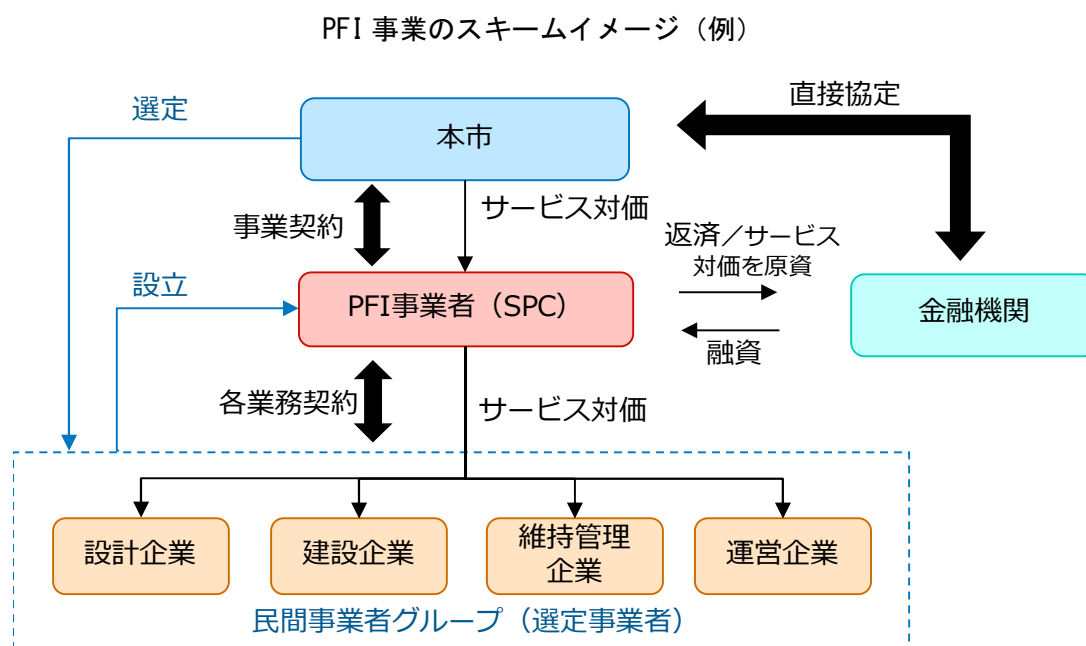 PFI 事業のスキームイメージ（例）
選定
直接協定
本市
事業契約
サービス対価
返済／サービス
対価を原資
設立
PFI事業者（SPC）
金融機関
融資
各業務契約
サービス対価
設計企業
建設企業
維持管理
企業
運営企業
民間事業者グループ（選定事業者）